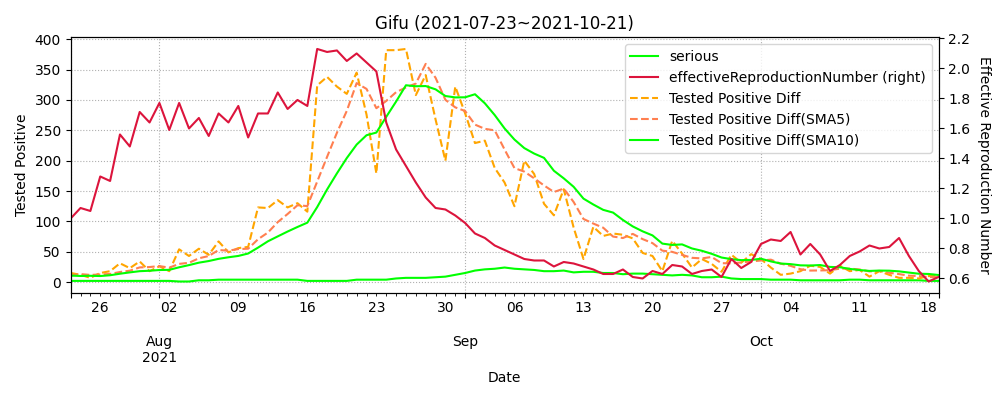 Gifu (2021-07-23~2021-10-21)
400
350
300
250
200
150
100
50
0
Tested Positive
2.2
2.0
1.8
1.6
1.4
1.2
1.0
0.8
0.6
Effective Reproduction Number
serious
effectiveReproductionNumber (right)
Tested Positive Diff
Tested Positive Diff(SMA5)
Tested Positive Diff(SMA10)
26 02 09 16 23 30 06 13 20 27 04 11 18
Aug Sep Oct
2021
Date